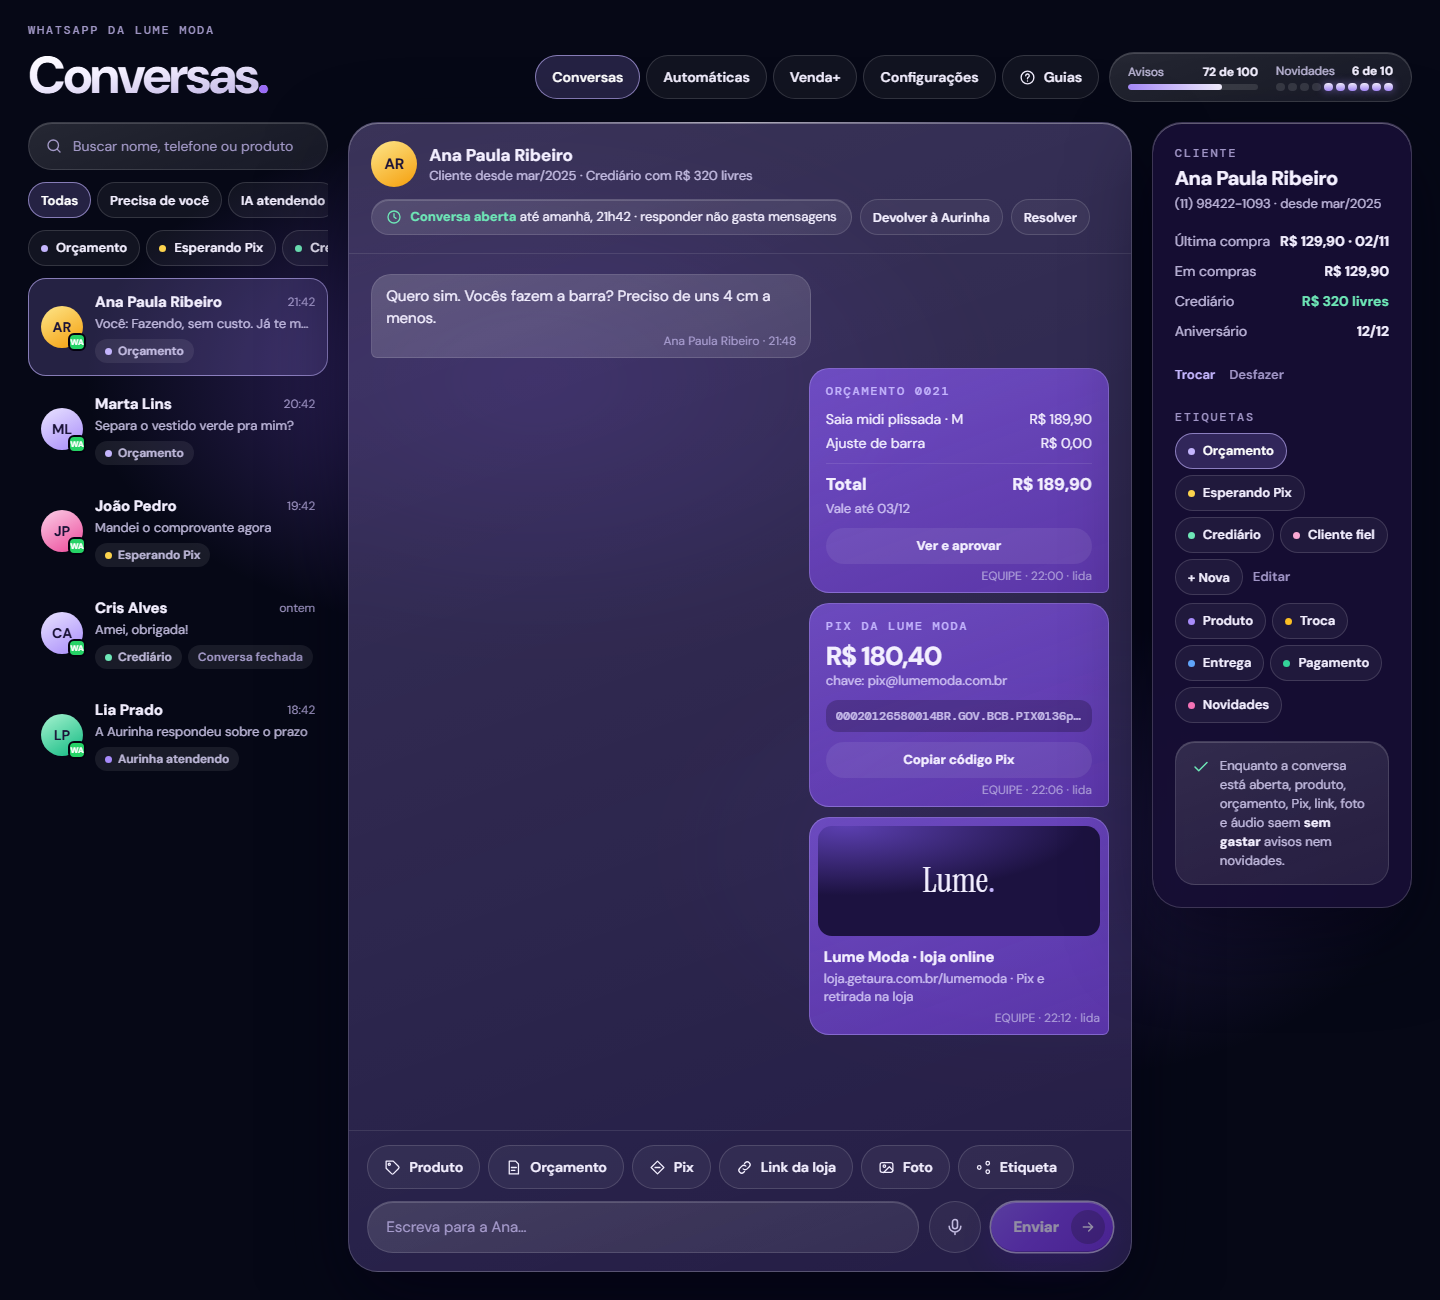 WHATSAPP DA LUME MODA
Conversas.
Conversas
Automáticas
Venda+
Configurações
Guias
Avisos 72 de 100
Novidades 6 de 10
Buscar nome, telefone ou produto
Todas
Precisa de você
IA atendendo
Orçamento
Esperando Pix
Cre
AR
WA
Ana Paula Ribeiro 21:42
Você: Fazendo, sem custo. Já te m...
Orçamento
ML
WA
Marta Lins 20:42
Separa o vestido verde pra mim?
Orçamento
JP
WA
João Pedro 19:42
Mandei o comprovante agora
Esperando Pix
CA
WA
Cris Alves ontem
Amei, obrigada!
Crediário
Conversa fechada
LP
WA
Lia Prado 18:42
A Aurinha respondeu sobre o prazo
Aurinha atendendo
AR
Ana Paula Ribeiro
Cliente desde mar/2025 · Crediário com R$ 320 livres
Conversa aberta até amanhã, 21h42 · responder não gasta mensagens
Devolver à Aurinha
Resolver
Quero sim. Vocês fazem a barra? Preciso de uns 4 cm a
menos.
Ana Paula Ribeiro · 21:48
ORÇAMENTO 0021
Saia midi plissada · M R$ 189,90
Ajuste de barra R$ 0,00
Total R$ 189,90
Vale até 03/12
Ver e aprovar
EQUIPE · 22:00 · lida
PIX DA LUME MODA
R$ 180,40
chave: pix@lumemoda.com.br
00020126580014BR.GOV.BCB.PIX0136p…
Copiar código Pix
EQUIPE · 22:06 · lida
Lume.
Lume Moda · loja online
loja.getaura.com.br/lumemoda · Pix e
retirada na loja
EQUIPE · 22:12 · lida
Produto
Orçamento
Pix
Link da loja
Foto
Etiqueta
Escreva para a Ana...
Enviar
CLIENTE
Ana Paula Ribeiro
(11) 98422-1093 · desde mar/2025
Última compra R$ 129,90 · 02/11
Em compras R$ 129,90
Crediário R$ 320 livres
Aniversário 12/12
Trocar Desfazer
ETIQUETAS
Orçamento
Esperando Pix
Crediário
Cliente fiel
+ Nova
Editar
Produto
Troca
Entrega
Pagamento
Novidades
Enquanto a conversa
está aberta, produto,
orçamento, Pix, link, foto
e áudio saem sem
gastar avisos nem
novidades.